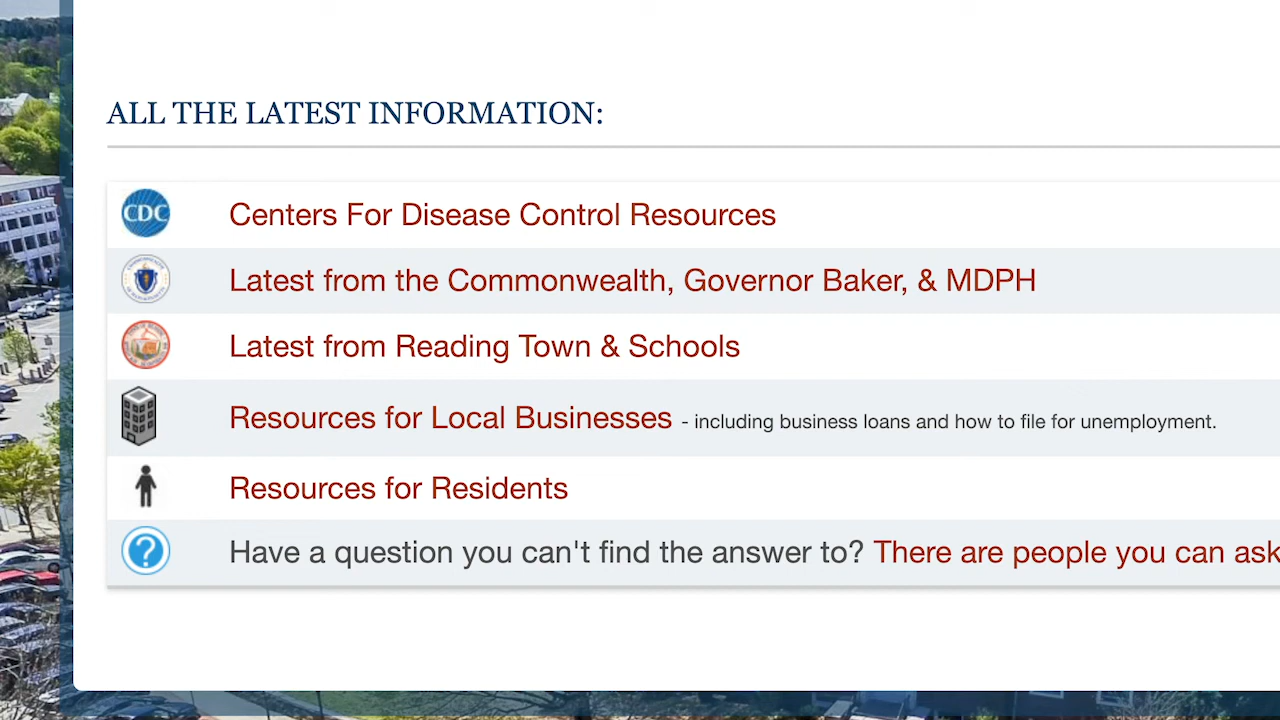 ALL THE LATEST INFORMATION:
CDC
Centers For Disease Control Resources
Latest from the Commonwealth, Governor Baker, & MDPH
Latest from Reading Town & Schools
Resources for Local Businesses - including business loans and how to file for unemployment.
Resources for Residents
? Have a question you can't find the answer to? There are people you can ask